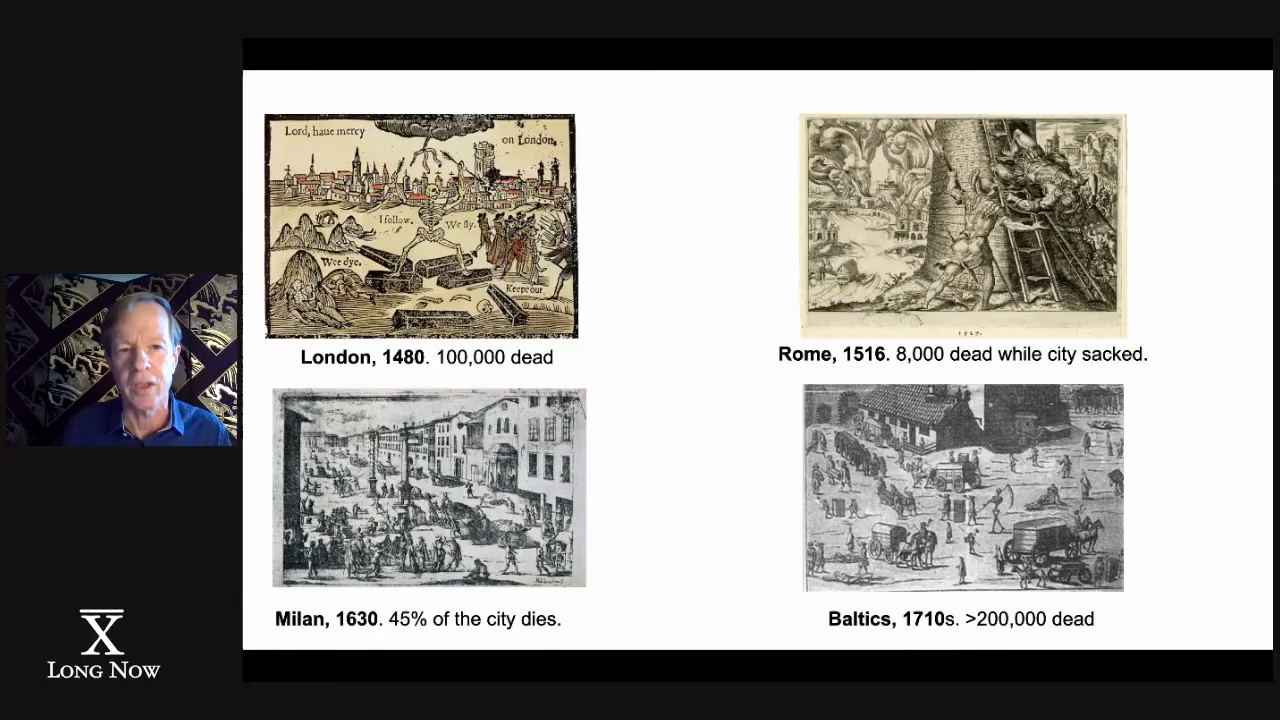 Lord, haue mercy
on London.
I follow.
We fly.
Wee dye.
Keepe out
London, 1480. 100,000 dead
1527.
Rome, 1516. 8,000 dead while city sacked.
Milan, 1630. 45% of the city dies.
Baltics, 1710s. >200,000 dead
X
LONG NOW